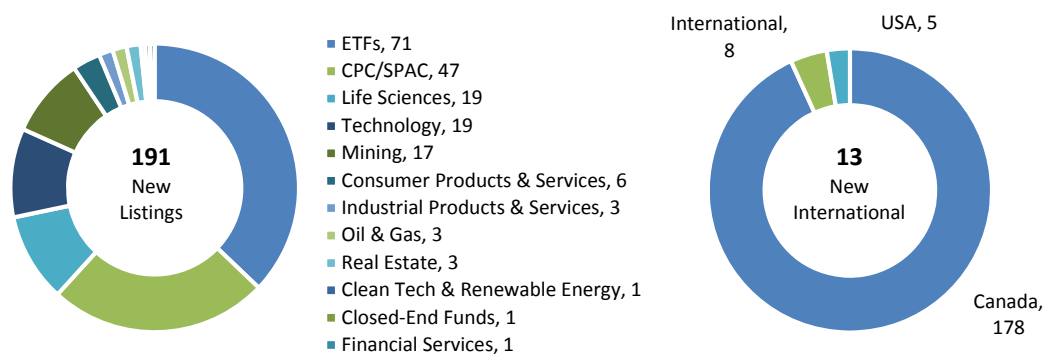 191
New
Listings
ETFs, 71
CPC/SPAC, 47
Life Sciences, 19
Technology, 19
Mining, 17
Consumer Products & Services, 6
Industrial Products & Services, 3
Oil & Gas, 3
Real Estate, 3
Clean Tech & Renewable Energy, 1
Closed-End Funds, 1
Financial Services, 1
International,
8
USA, 5
13
New
International
Canada,
178